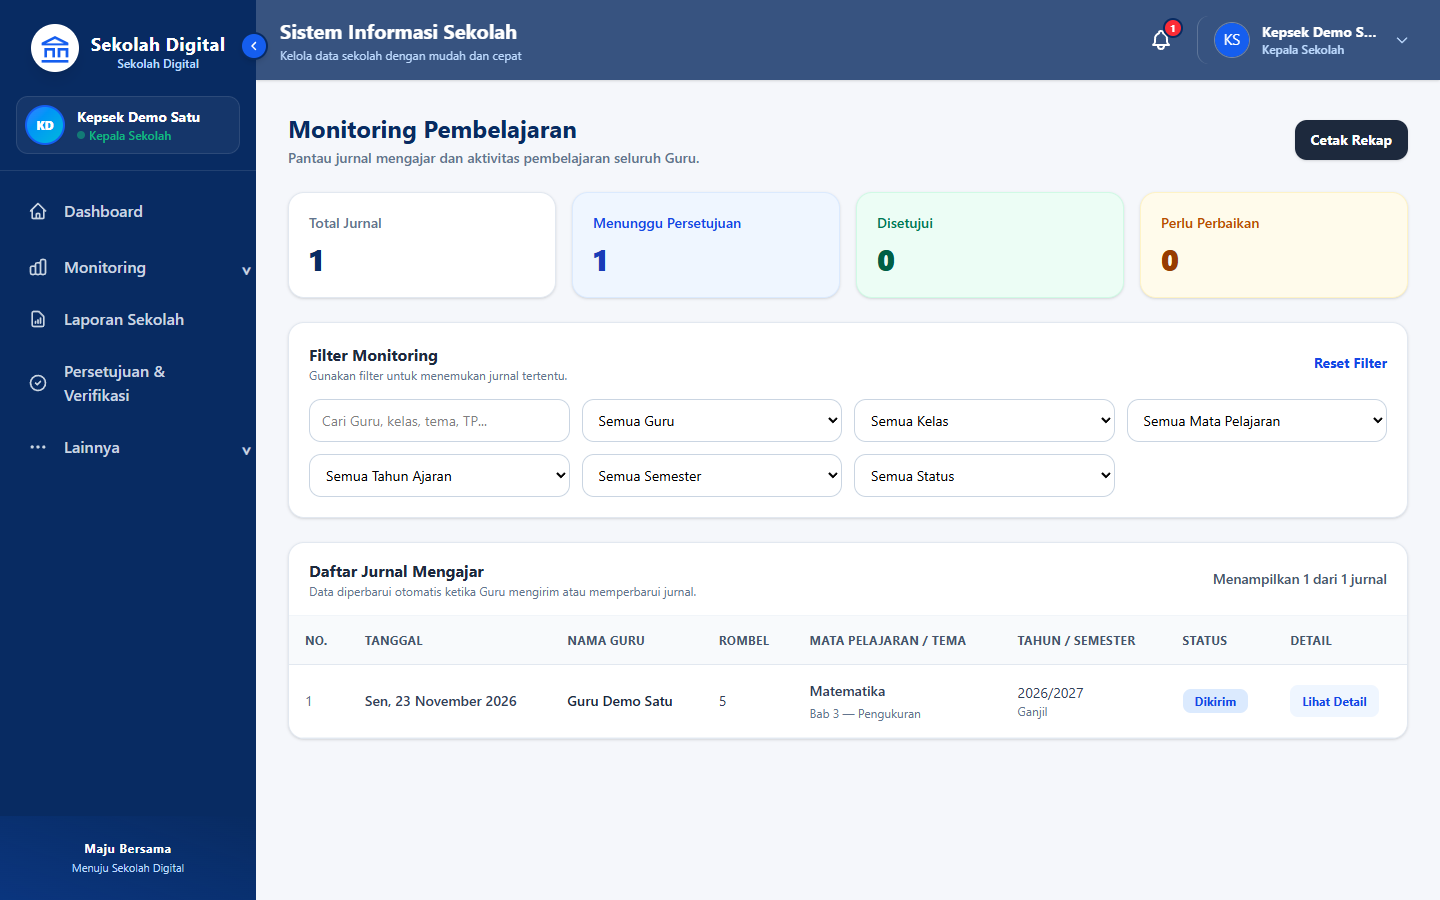 Sekolah Digital
Sekolah Digital
KD
Kepsek Demo Satu
Kepala Sekolah
Dashboard
Monitoring
v
Laporan Sekolah
Persetujuan &
Verifikasi
Lainnya
v
Maju Bersama
Menuju Sekolah Digital
Sistem Informasi Sekolah
Kelola data sekolah dengan mudah dan cepat
1
KS
Kepsek Demo S...
Kepala Sekolah
Monitoring Pembelajaran
Pantau jurnal mengajar dan aktivitas pembelajaran seluruh Guru.
Cetak Rekap
Total Jurnal
1
Menunggu Persetujuan
1
Disetujui
0
Perlu Perbaikan
0
Filter Monitoring
Gunakan filter untuk menemukan jurnal tertentu.
Reset Filter
Cari Guru, kelas, tema, TP...
Semua Guru
Semua Kelas
Semua Mata Pelajaran
Semua Tahun Ajaran
Semua Semester
Semua Status
Daftar Jurnal Mengajar
Data diperbarui otomatis ketika Guru mengirim atau memperbarui jurnal.
Menampilkan 1 dari 1 jurnal
NO. TANGGAL NAMA GURU ROMBEL MATA PELAJARAN / TEMA TAHUN / SEMESTER STATUS DETAIL
1 Sen, 23 November 2026 Guru Demo Satu 5 Matematika 2026/2027 Dikirim Lihat Detail
Bab 3 — Pengukuran Ganjil